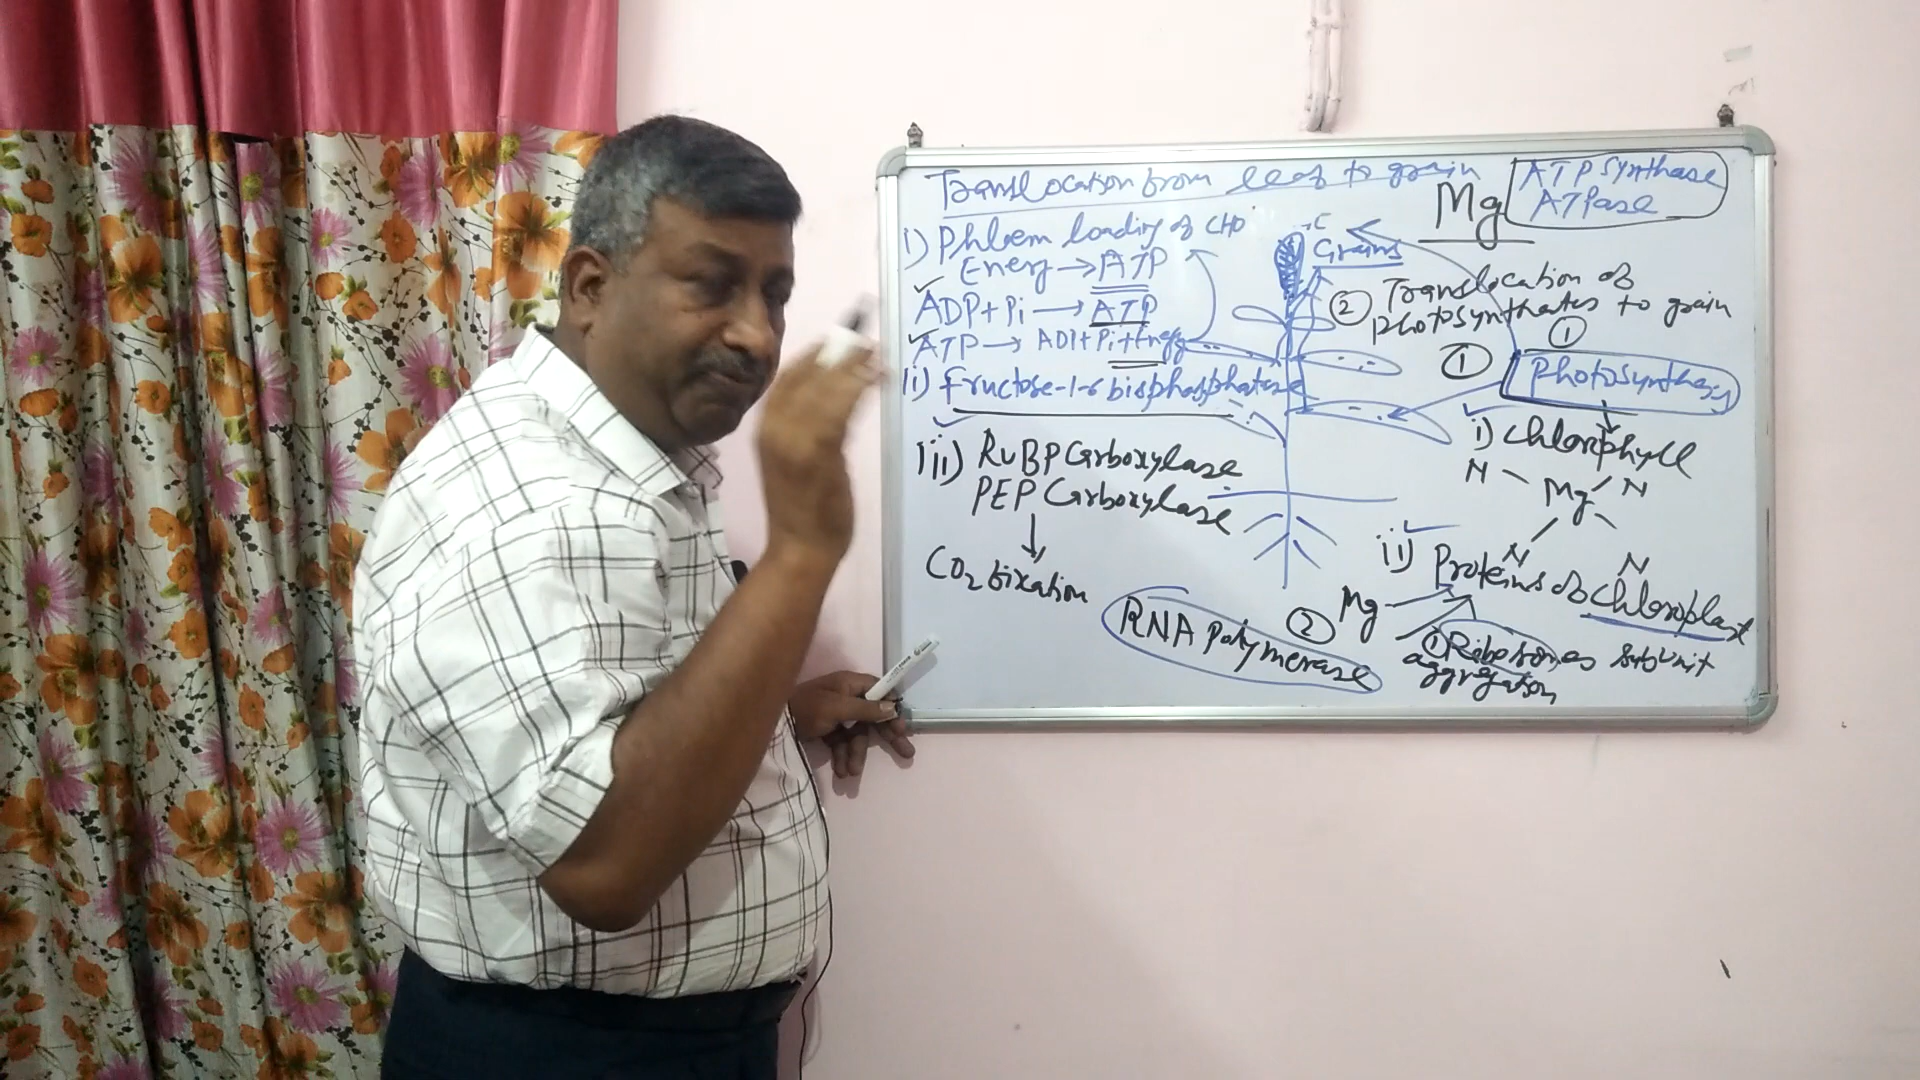 Translocation from leaf to grain
i) Phloem loading of CHO
Energy → ATP
ADP + Pi → ATP
ATP → ADP + Pi + Energy
ii) fructose-1-6 bisphosphatase
iii) RuBP Carboxylase
PEP Carboxylase
CO2 fixation
RNA Polymerase
Grains
Mg
ATP Synthase
ATPase
② Translocation of
photosynthates to grain
①
① Photosynthesis
i) Chlorophyll
N Mg N
N N
ii) Proteins of Chloroplast
② Mg
① Ribosomes subunit
aggregation